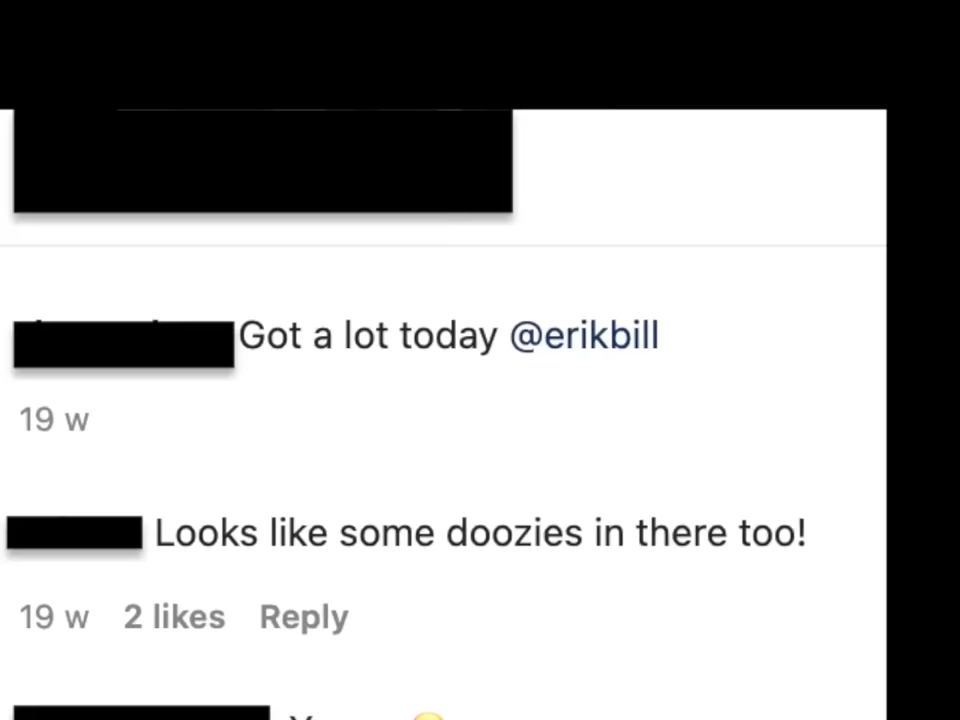 Got a lot today @erikbill
19 w
Looks like some doozies in there too!
19 w 2 likes Reply